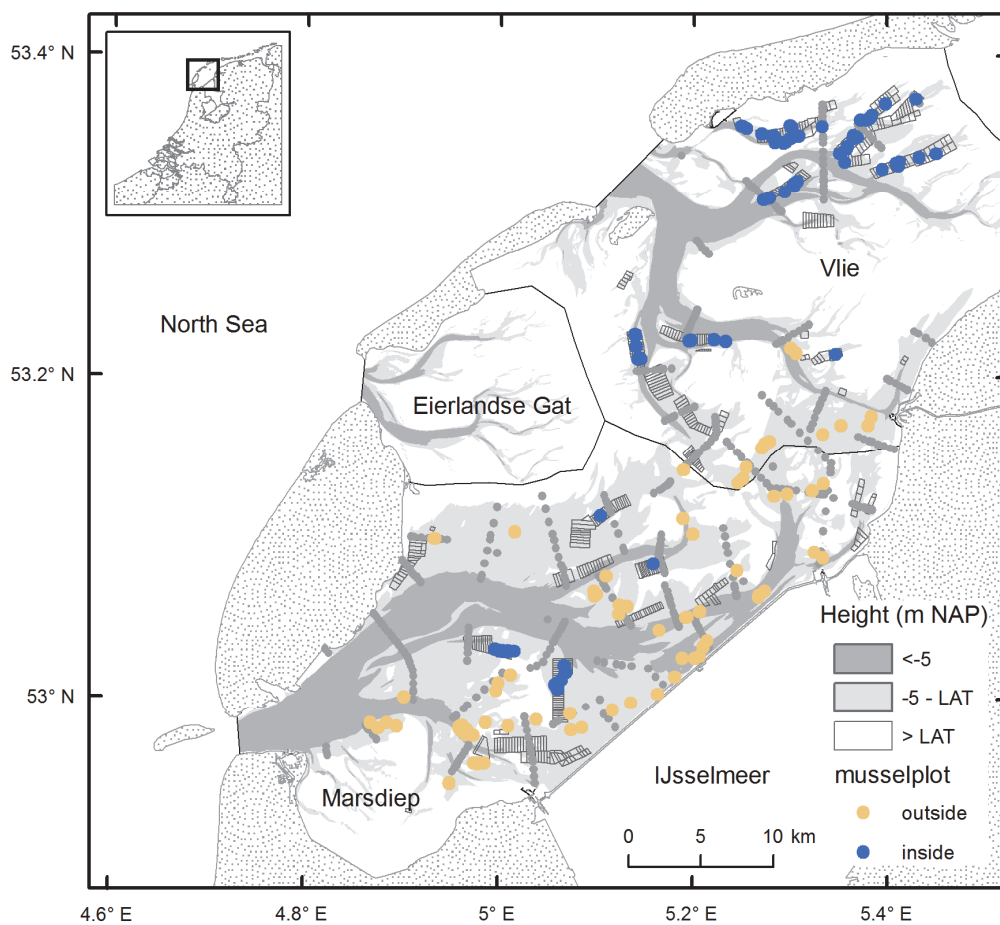 53.4° N
53.2° N
53° N
North Sea
Vlie
Eierlandse Gat
Marsdiep
IJsselmeer
Height (m NAP)
<-5
-5 - LAT
> LAT
musselplot
outside
inside
0 5 10 km
4.6° E 4.8° E 5° E 5.2° E 5.4° E